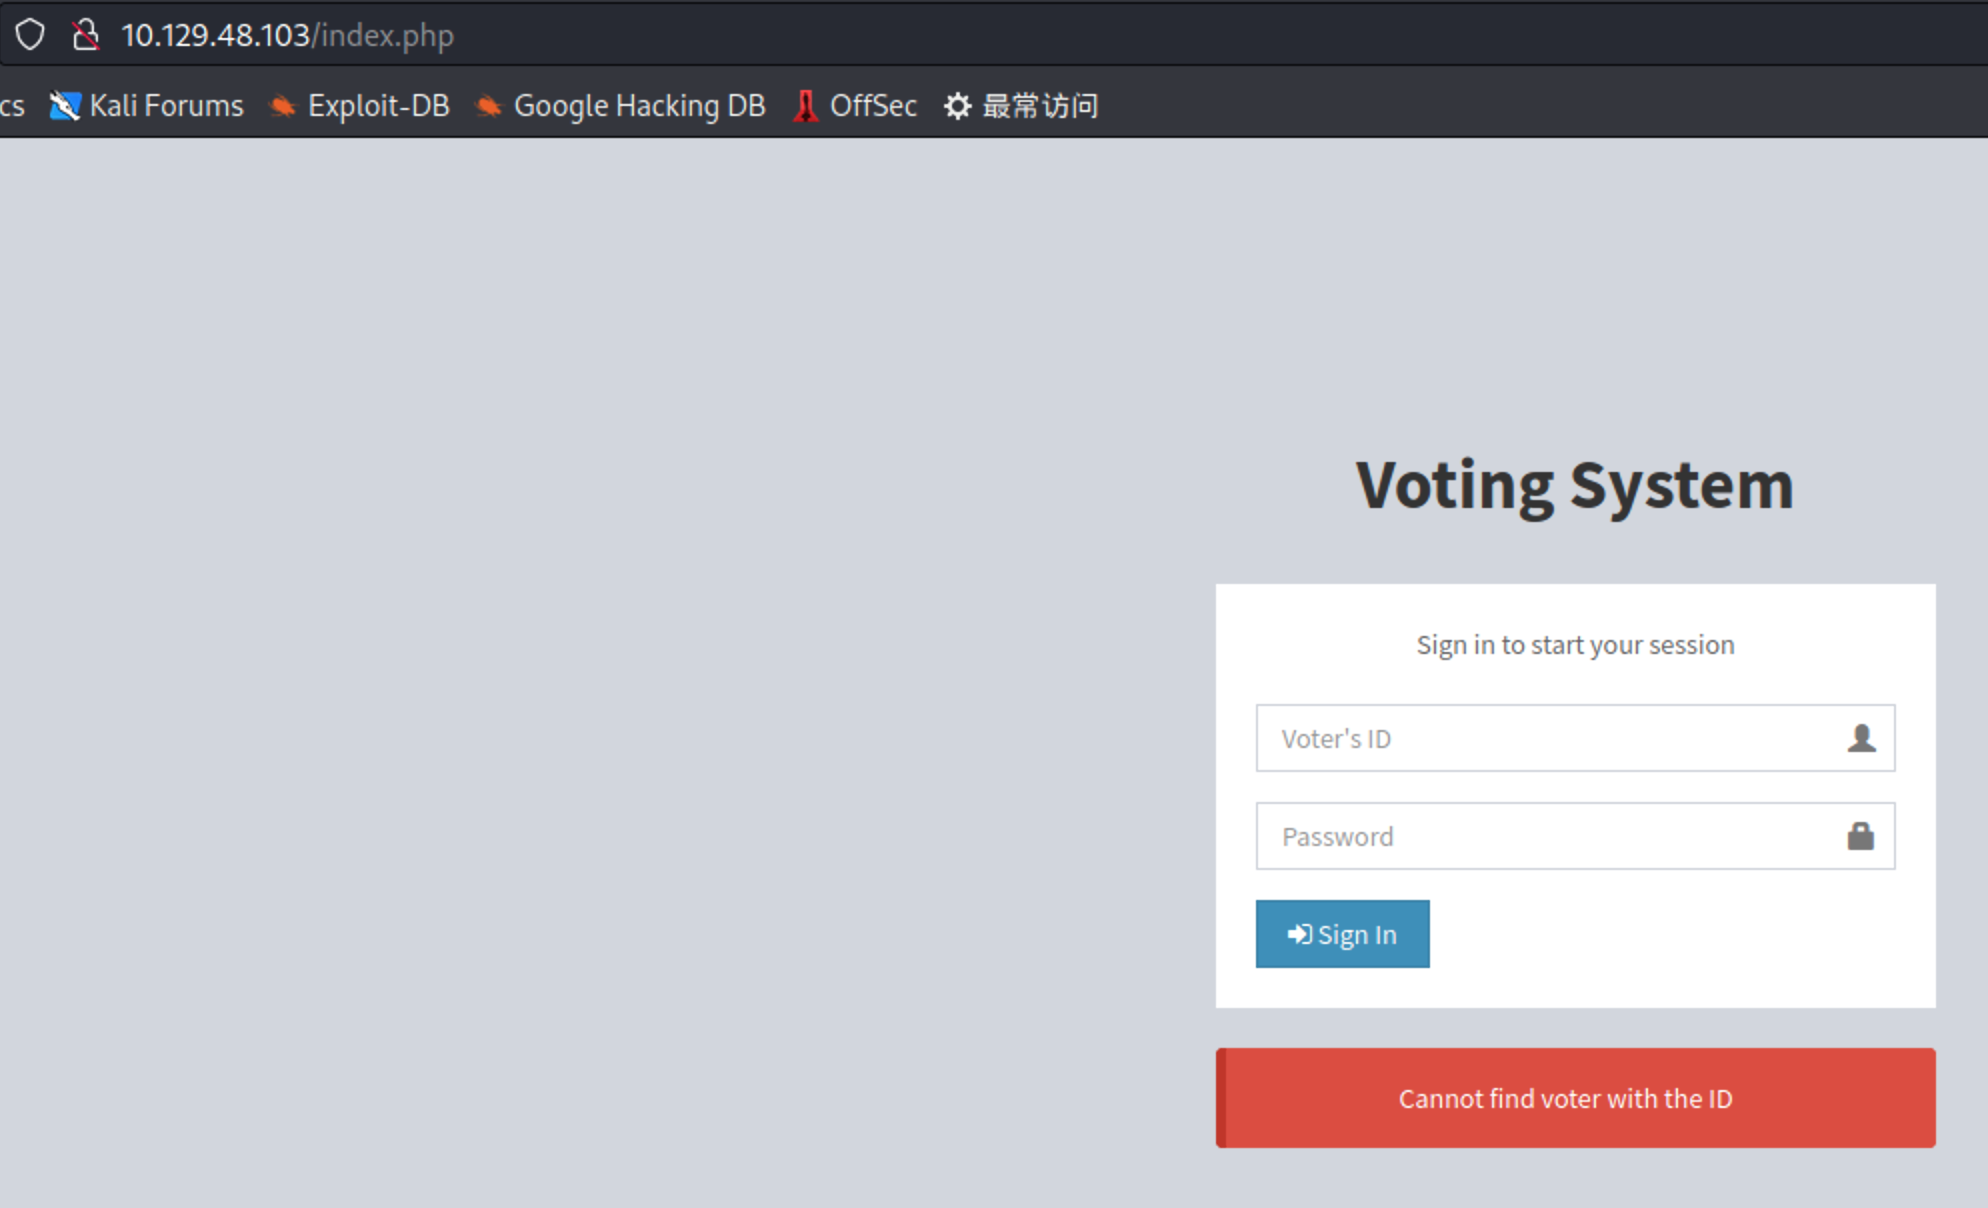 10.129.48.103/index.php
cs Kali Forums Exploit-DB Google Hacking DB OffSec 最常访问
Voting System
Sign in to start your session
Voter's ID
Password
Sign In
Cannot find voter with the ID